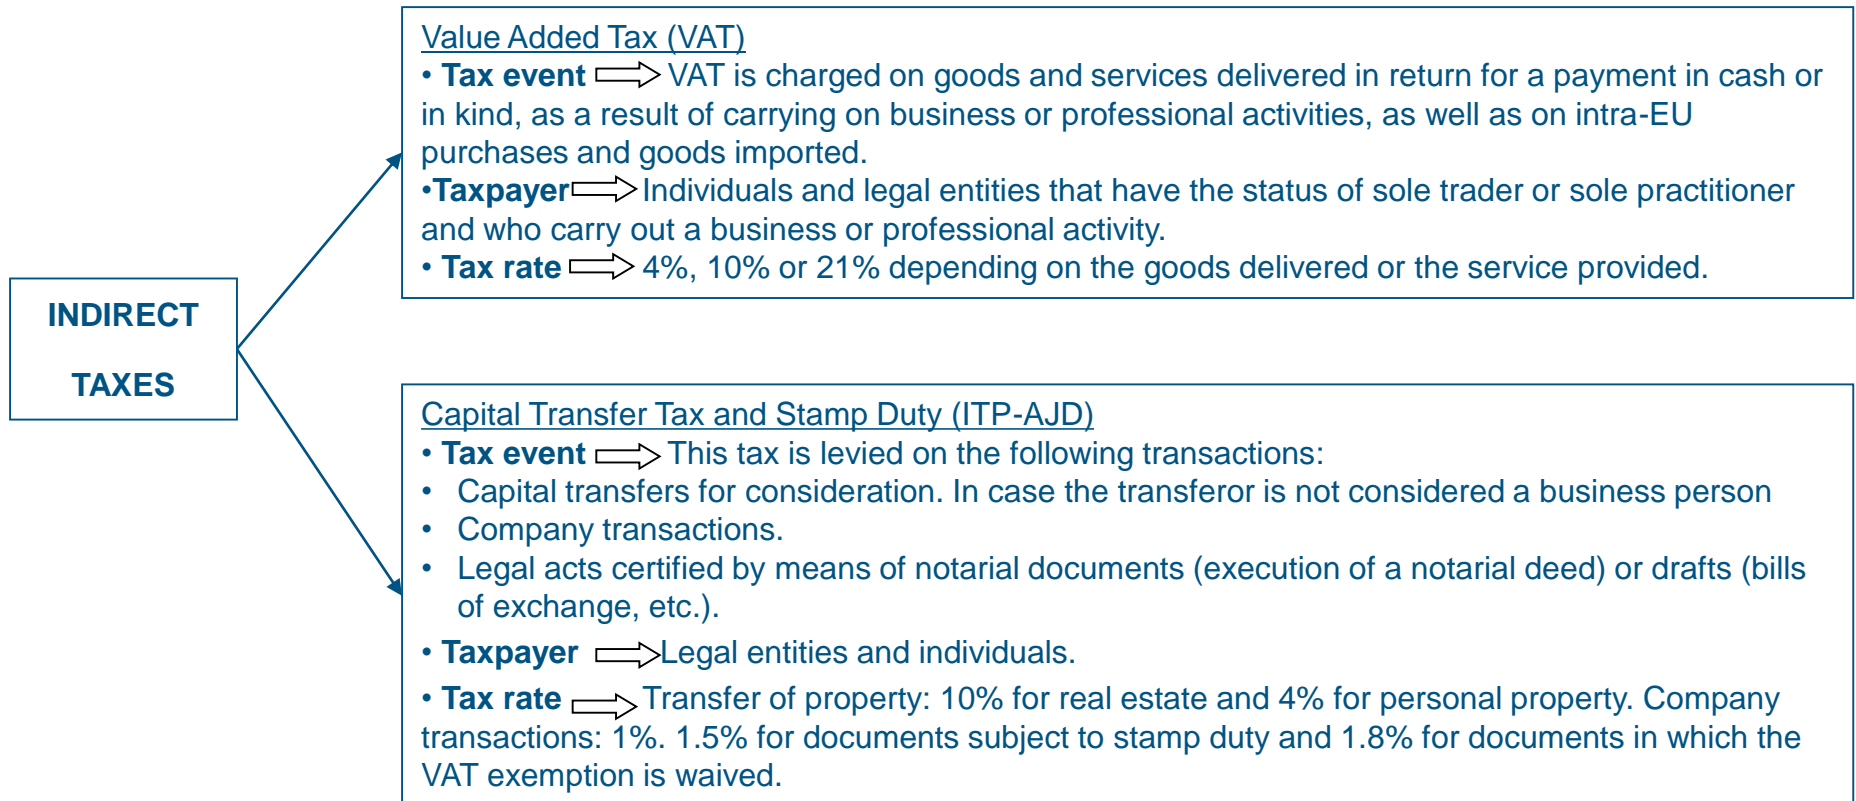 INDIRECT
TAXES
Value Added Tax (VAT)
• Tax event VAT is charged on goods and services delivered in return for a payment in cash or
in kind, as a result of carrying on business or professional activities, as well as on intra-EU
purchases and goods imported.
•Taxpayer Individuals and legal entities that have the status of sole trader or sole practitioner
and who carry out a business or professional activity.
• Tax rate 4%, 10% or 21% depending on the goods delivered or the service provided.
Capital Transfer Tax and Stamp Duty (ITP-AJD)
• Tax event This tax is levied on the following transactions:
• Capital transfers for consideration. In case the transferor is not considered a business person
• Company transactions.
• Legal acts certified by means of notarial documents (execution of a notarial deed) or drafts (bills
of exchange, etc.).
• Taxpayer Legal entities and individuals.
• Tax rate Transfer of property: 10% for real estate and 4% for personal property. Company
transactions: 1%. 1.5% for documents subject to stamp duty and 1.8% for documents in which the
VAT exemption is waived.